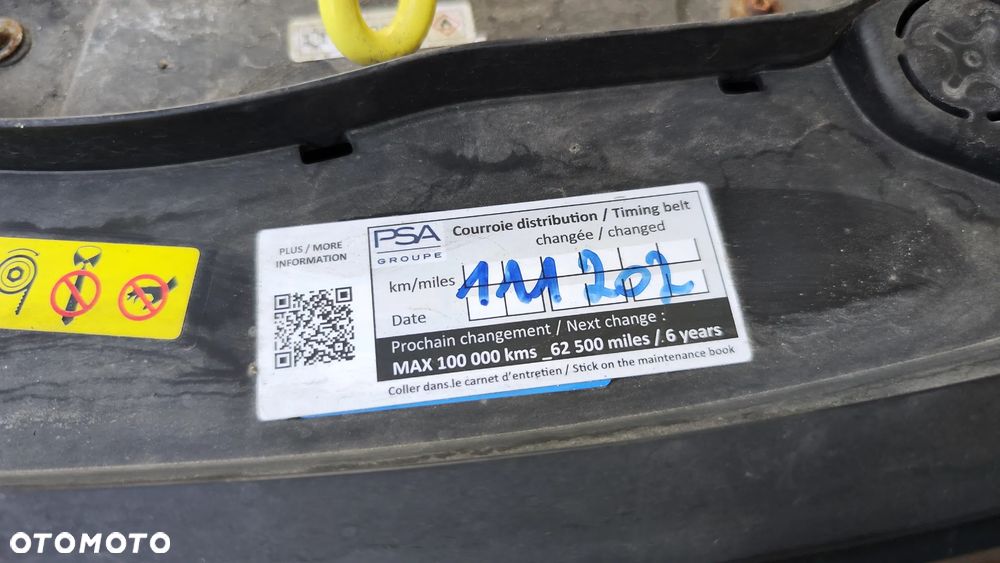 PLUS / MORE
INFORMATION
PSA
GROUPE
Courroie distribution / Timing belt
changée / changed
km/miles 111 202
Date
Prochain changement / Next change :
MAX 100 000 kms _62 500 miles / 6 years
Coller dans.le carnet d'entretien / Stick on the maintenance book
OTOMOTO